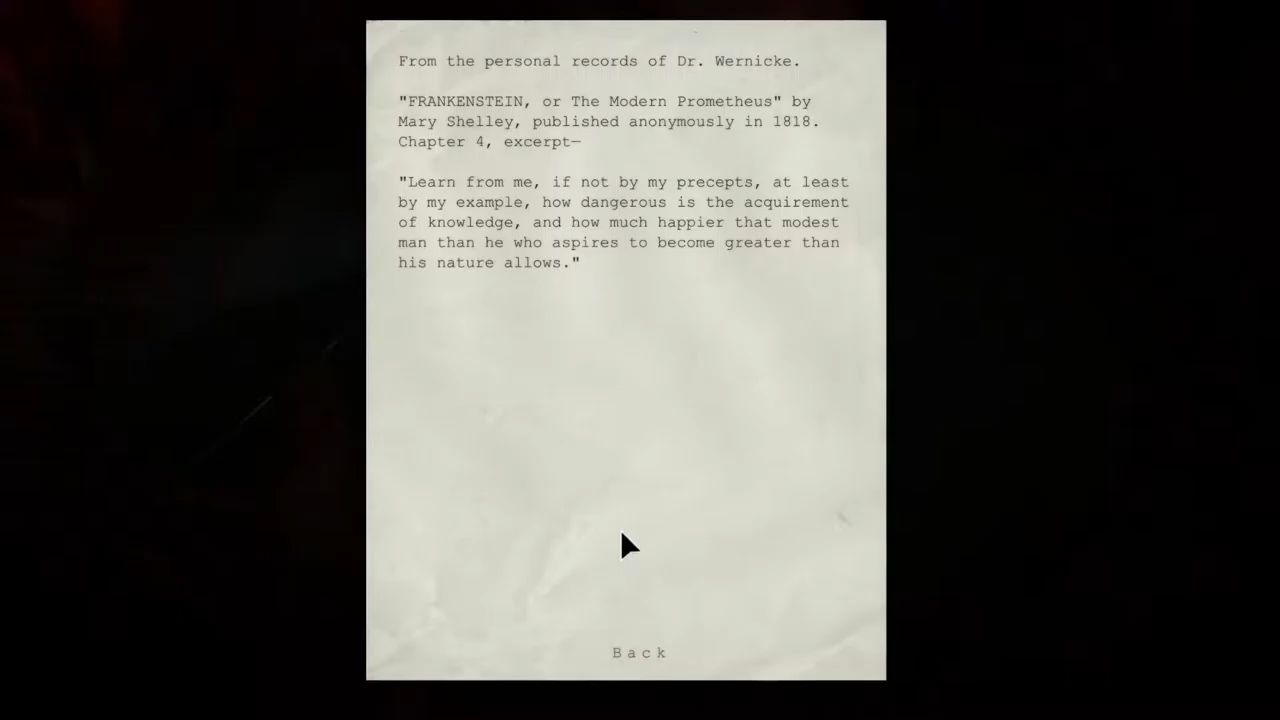 From the personal records of Dr. Wernicke.
"FRANKENSTEIN, or The Modern Prometheus" by
Mary Shelley, published anonymously in 1818.
Chapter 4, excerpt—
"Learn from me, if not by my precepts, at least
by my example, how dangerous is the acquirement
of knowledge, and how much happier that modest
man than he who aspires to become greater than
his nature allows."
Back